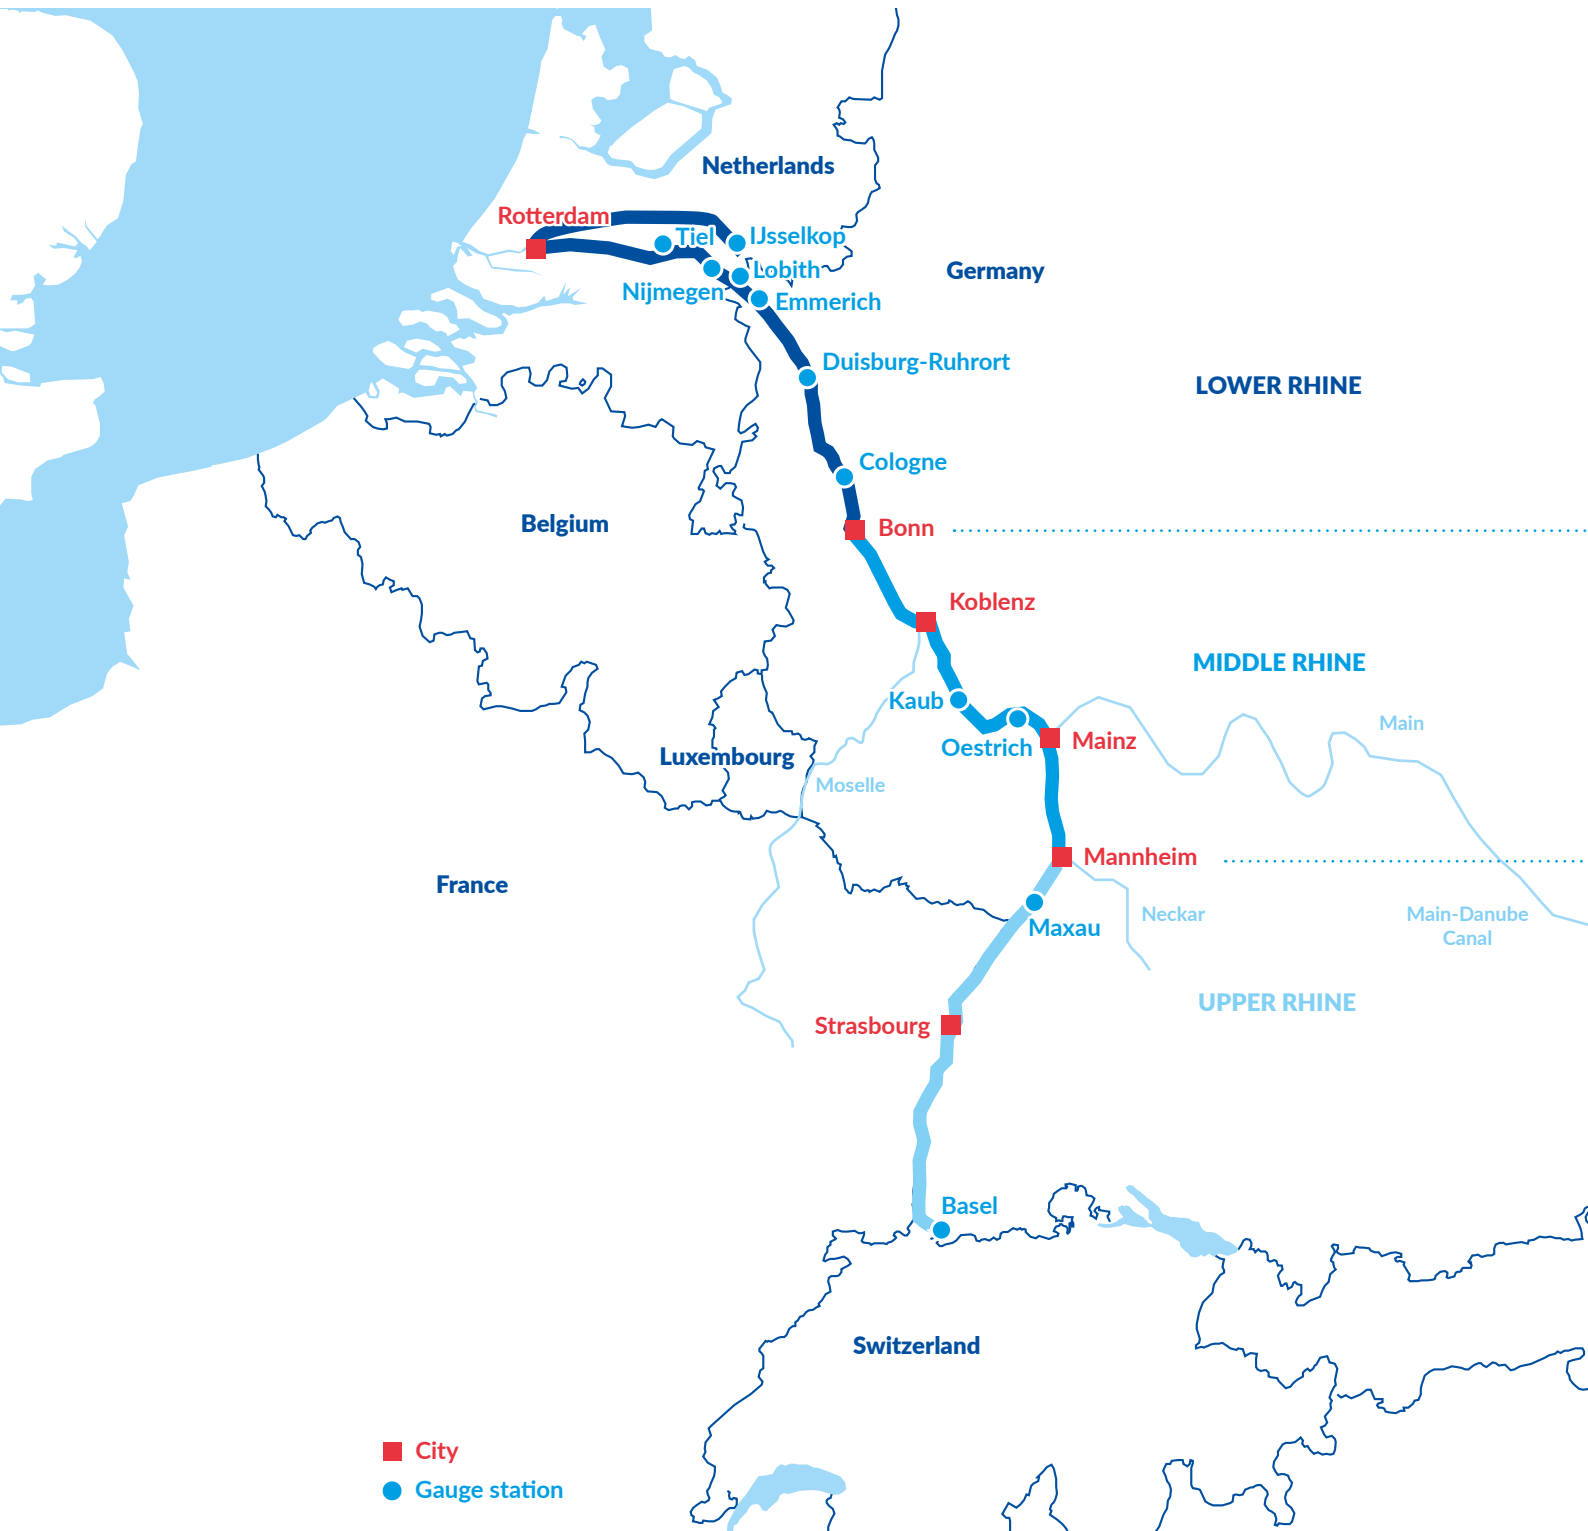 Netherlands
Rotterdam
Tiel
IJsselkop
Lobith
Germany
Nijmegen
Emmerich
Duisburg-Ruhrort
LOWER RHINE
Cologne
Belgium
Bonn
Koblenz
MIDDLE RHINE
Kaub
Main
Oestrich
Mainz
Luxembourg
Moselle
Mannheim
France
Neckar
Main-Danube
Canal
Maxau
UPPER RHINE
Strasbourg
Basel
Switzerland
City
Gauge station